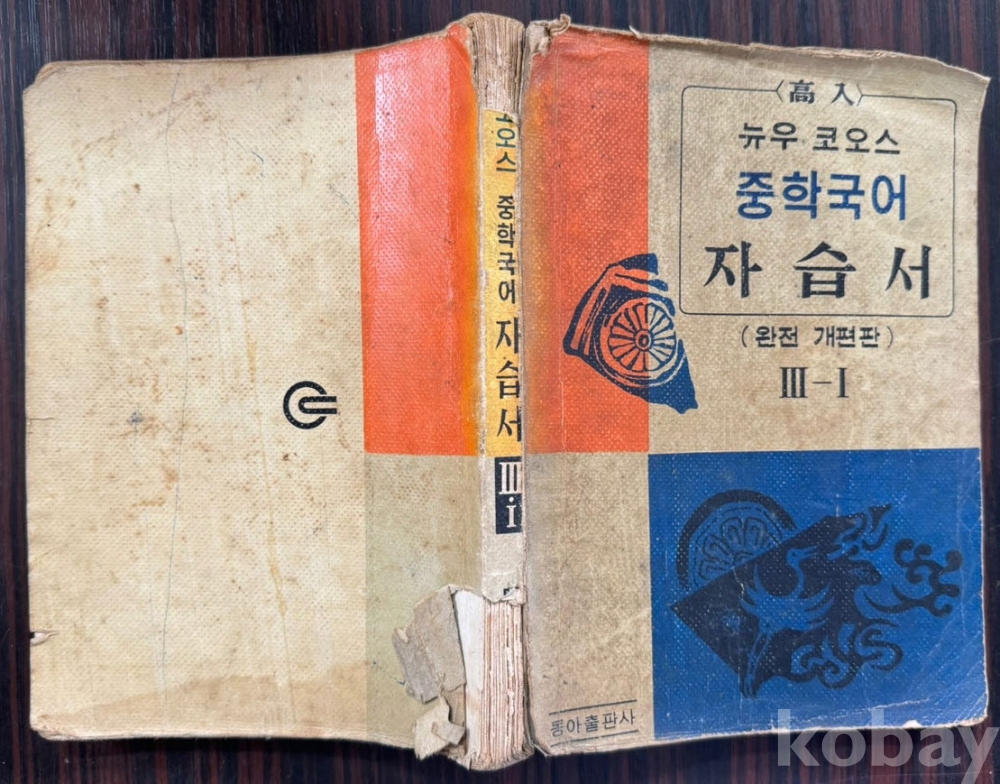 〈高入〉
뉴우 코오스
중학국어
자습서
(완전 개편판)
III-I
동아출판사
오스 중학국어 자습서 III·i
kobay